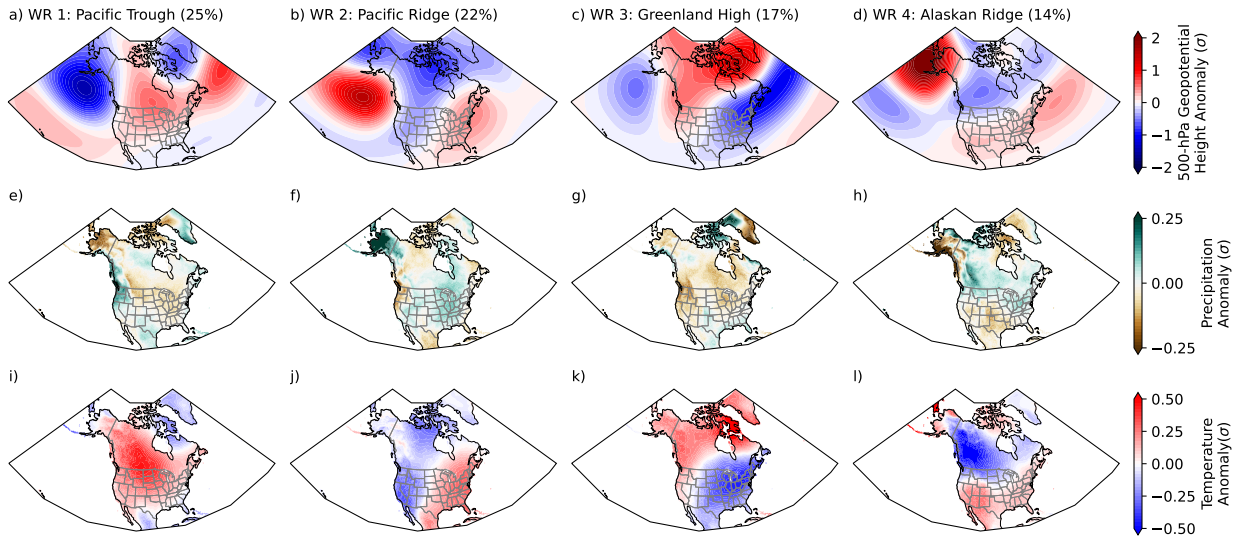 a) WR 1: Pacific Trough (25%)
b) WR 2: Pacific Ridge (22%)
c) WR 3: Greenland High (17%)
d) WR 4: Alaskan Ridge (14%)
2
1
0
−1
−2
500-hPa Geopotential
Height Anomaly (σ)
e)
f)
g)
h)
0.25
0.00
−0.25
Precipitation
Anomaly (σ)
i)
j)
k)
l)
0.50
0.25
0.00
−0.25
−0.50
Temperature
Anomaly(σ)